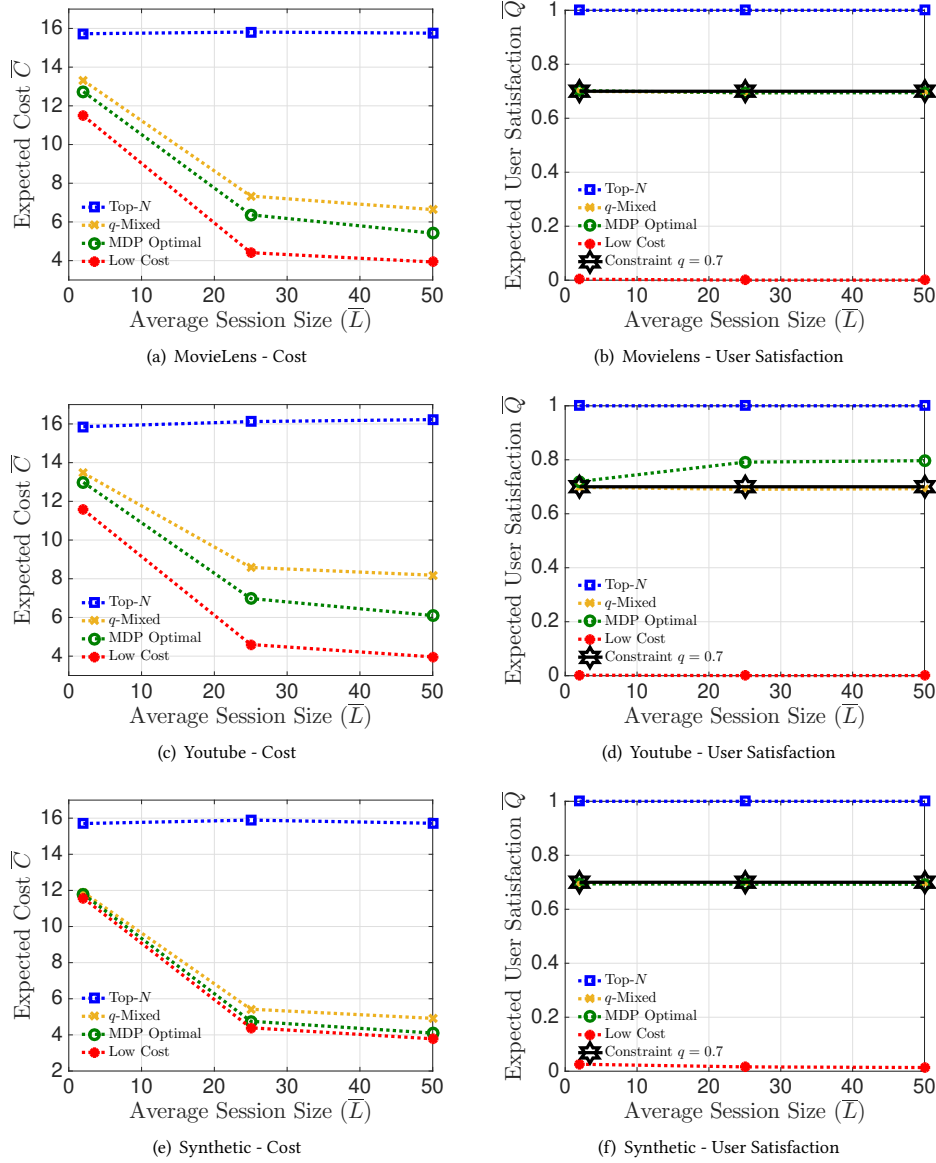 16
14
12
10
8
6
4
0 10 20 30 40 50
Expected Cost C̅
Top-N
q-Mixed
MDP Optimal
Low Cost
Average Session Size (L̅)
(a) MovieLens - Cost
1
0.8
0.6
0.4
0.2
0
0 10 20 30 40 50
Expected User Satisfaction Q̅
Top-N
q-Mixed
MDP Optimal
Low Cost
Constraint q = 0.7
Average Session Size (L̅)
(b) Movielens - User Satisfaction
16
14
12
10
8
6
4
0 10 20 30 40 50
Expected Cost C̅
Top-N
q-Mixed
MDP Optimal
Low Cost
Average Session Size (L̅)
(c) Youtube - Cost
1
0.8
0.6
0.4
0.2
0
0 10 20 30 40 50
Expected User Satisfaction Q̅
Top-N
q-Mixed
MDP Optimal
Low Cost
Constraint q = 0.7
Average Session Size (L̅)
(d) Youtube - User Satisfaction
16
14
12
10
8
6
4
2
0 10 20 30 40 50
Expected Cost C̅
Top-N
q-Mixed
MDP Optimal
Low Cost
Average Session Size (L̅)
(e) Synthetic - Cost
1
0.8
0.6
0.4
0.2
0
0 10 20 30 40 50
Expected User Satisfaction Q̅
Top-N
q-Mixed
MDP Optimal
Low Cost
Constraint q = 0.7
Average Session Size (L̅)
(f) Synthetic - User Satisfaction